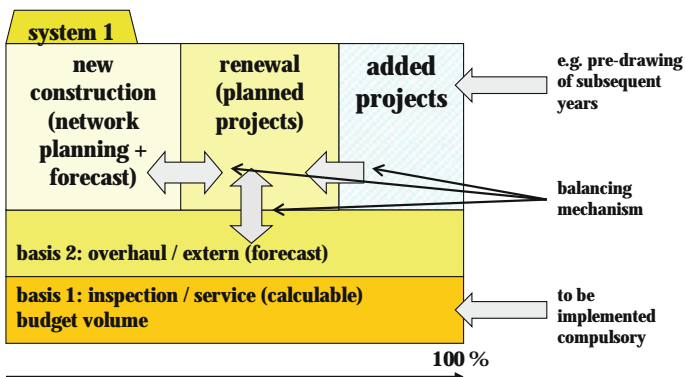 system 1
new
construction
(network
planning +
forecast)
renewal
(planned
projects)
added
projects
e.g. pre-drawing
of subsequent
years
balancing
mechanism
basis 2: overhaul / extern (forecast)
basis 1: inspection / service (calculable)
budget volume
to be
implemented
compulsory
100 %